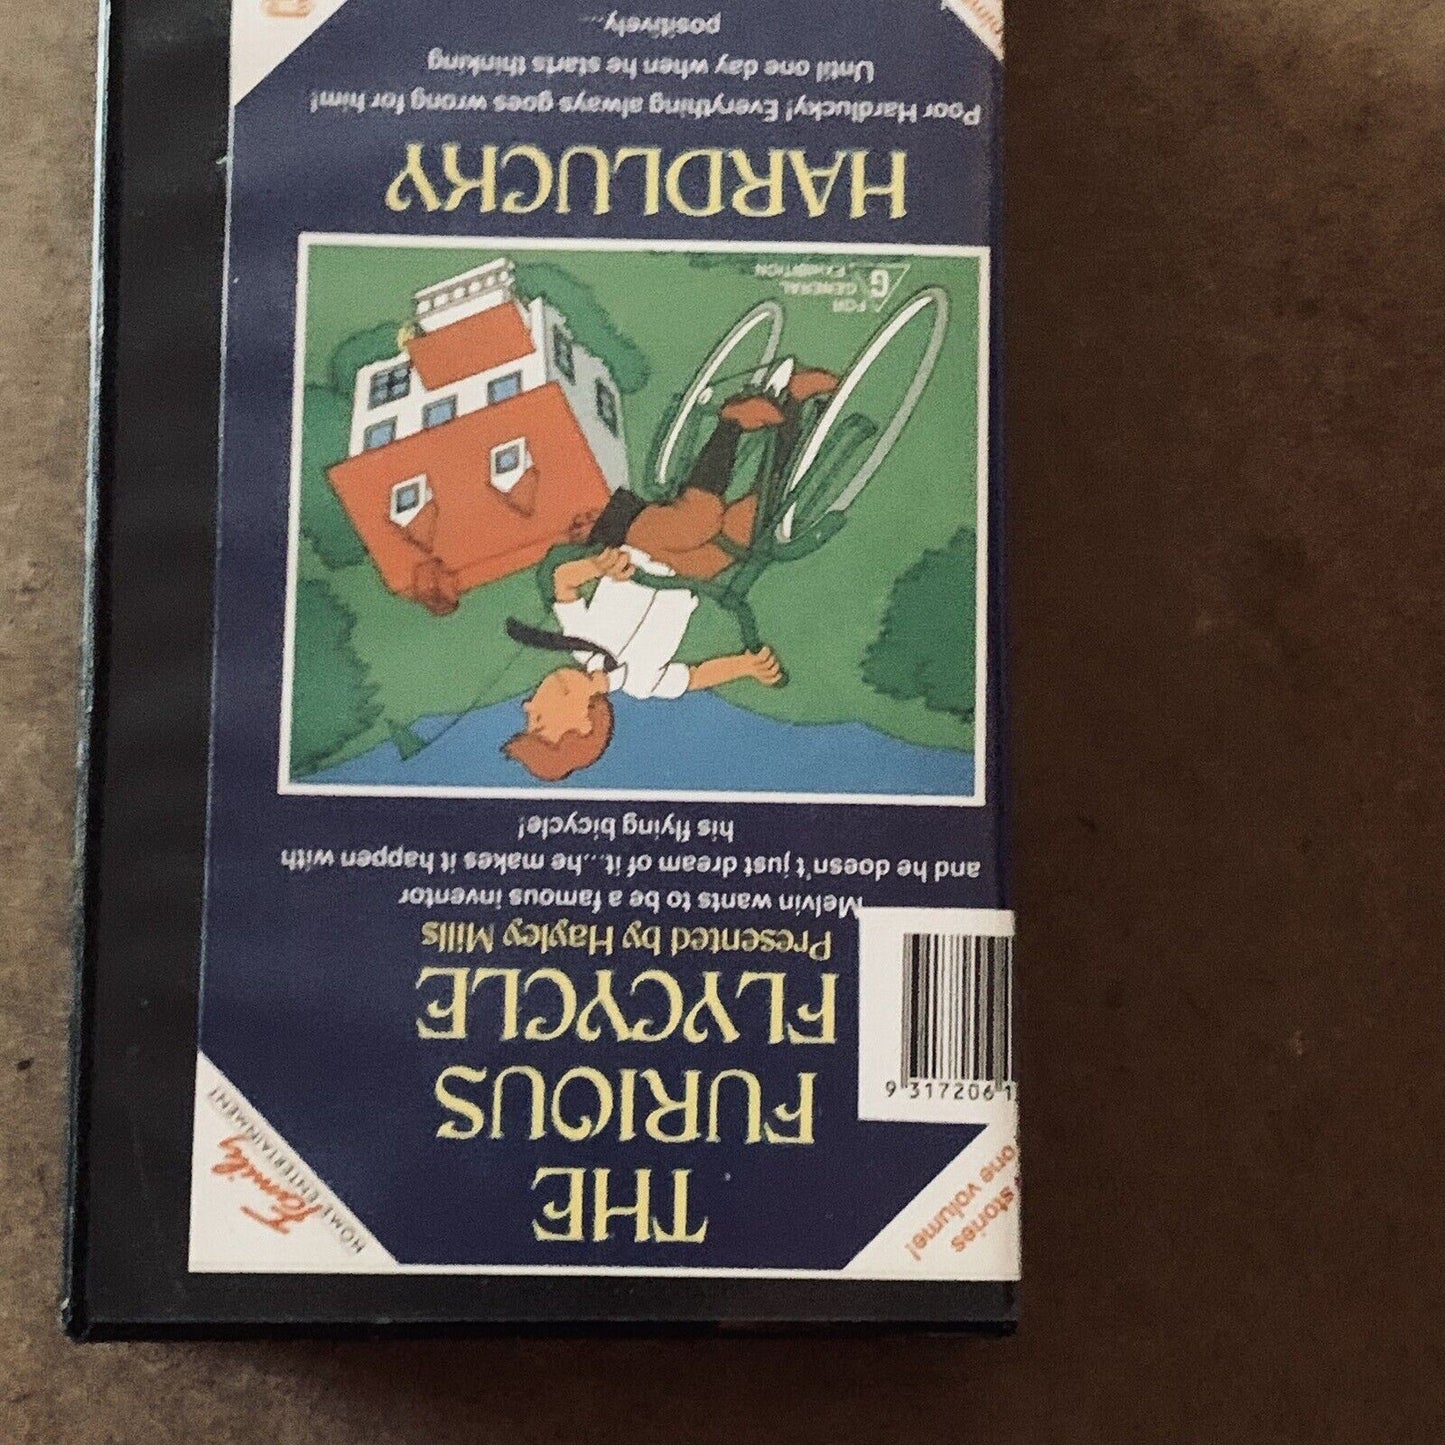 stories
one volume!
Family
HOME
ENTERTAINMENT
THE
FURIOUS
FLYCYCLE
Presented by Hayley Mills
Melvin wants to be a famous inventor
and he doesn't just dream of it...he makes it happen with
his flying bicycle!
FOR
G GENERAL
EXHIBITION
HARDLUCKY
Poor Hardlucky! Everything always goes wrong for him!
Until one day when he starts thinking
positively...
9 317206 1